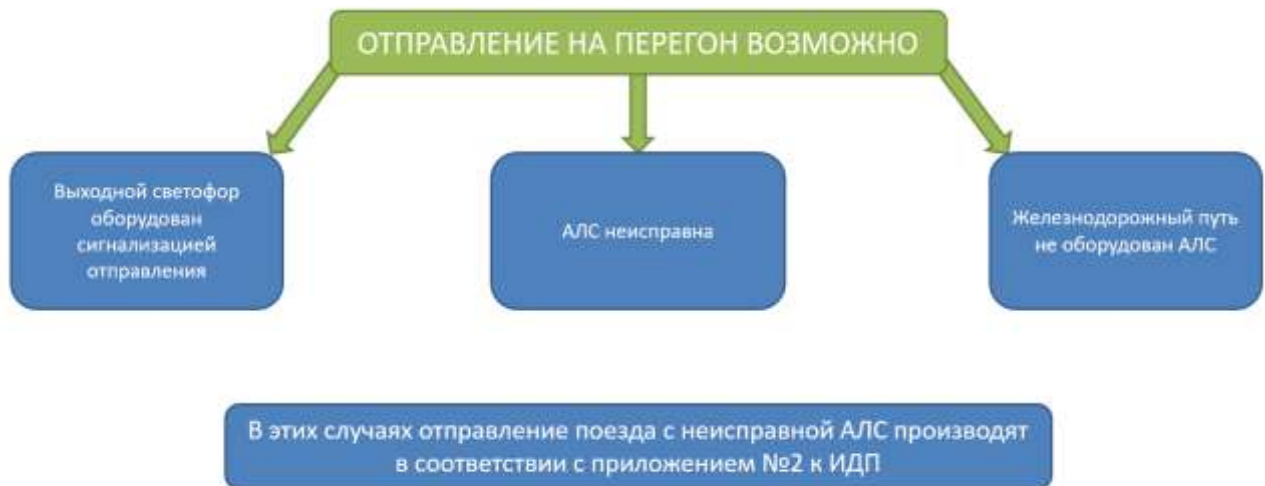 ОТПРАВЛЕНИЕ НА ПЕРЕГОН ВОЗМОЖНО
Выходной светофор
оборудован
сигнализацией
отправления
АЛС неисправна
Железнодорожный путь
не оборудован АЛС
В этих случаях отправление поезда с неисправной АЛС производят
в соответствии с приложением №2 к ИДП